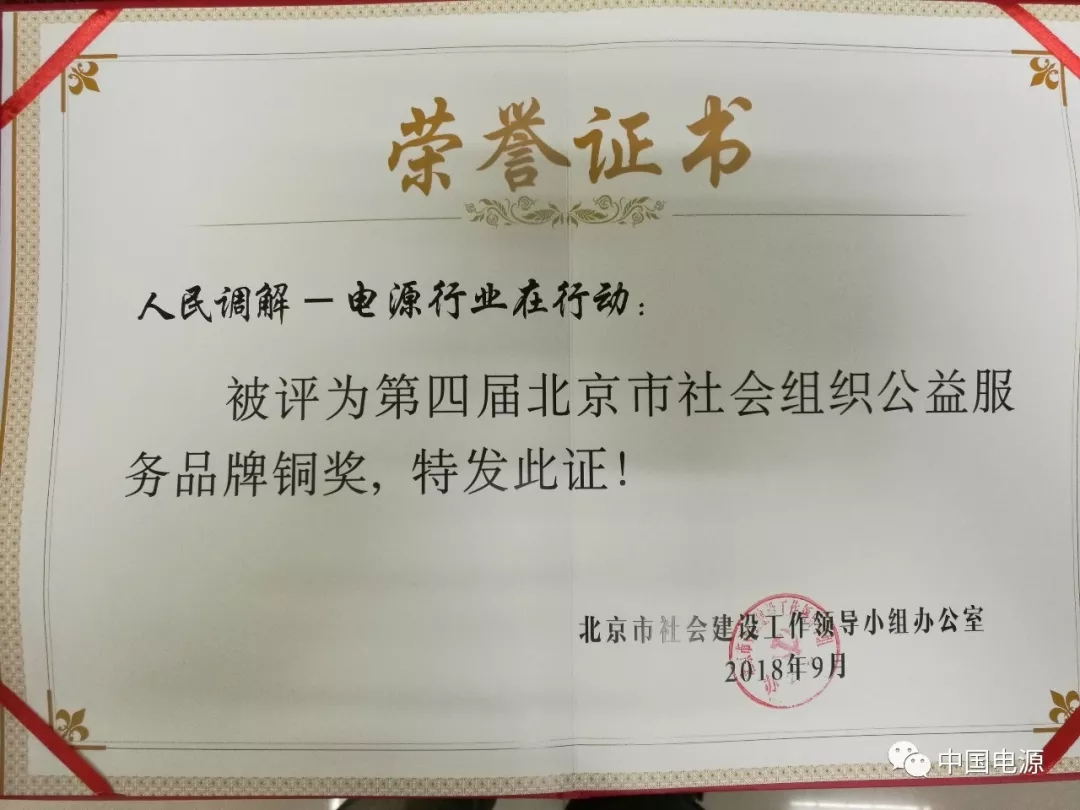 荣誉证书
人民调解－电源行业在行动：
被评为第四届北京市社会组织公益服
务品牌铜奖，特发此证！
北京市社会建设工作领导小组办公室
2018年9月
中国电源